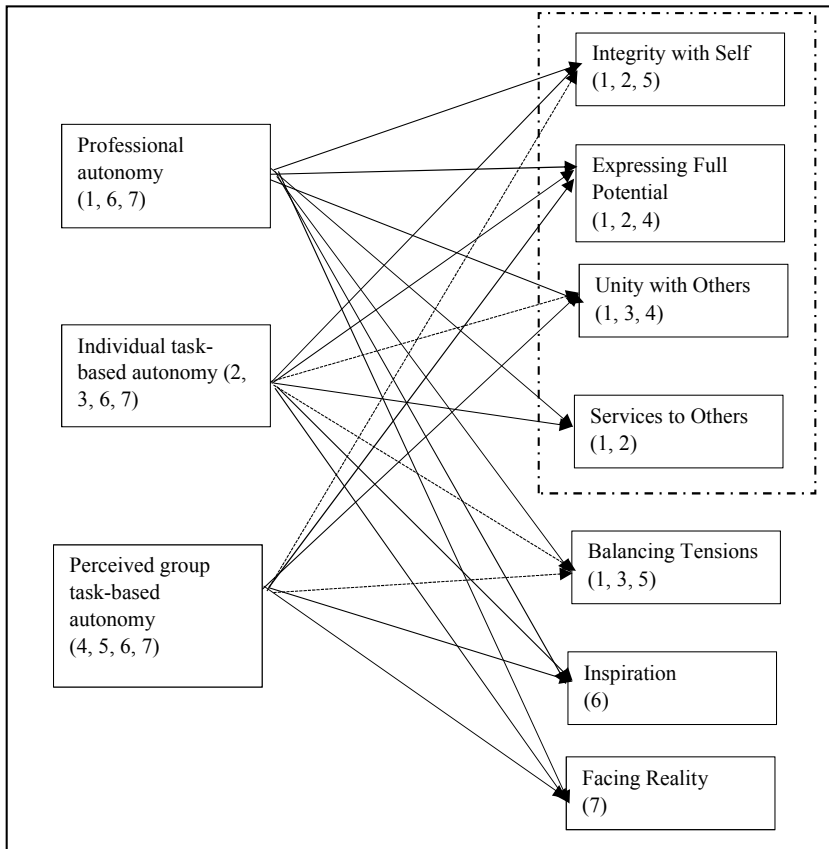 Professional
autonomy
(1, 6, 7)
Individual task-
based autonomy (2,
3, 6, 7)
Perceived group
task-based
autonomy
(4, 5, 6, 7)
Integrity with Self
(1, 2, 5)
Expressing Full
Potential
(1, 2, 4)
Unity with Others
(1, 3, 4)
Services to Others
(1, 2)
Balancing Tensions
(1, 3, 5)
Inspiration
(6)
Facing Reality
(7)